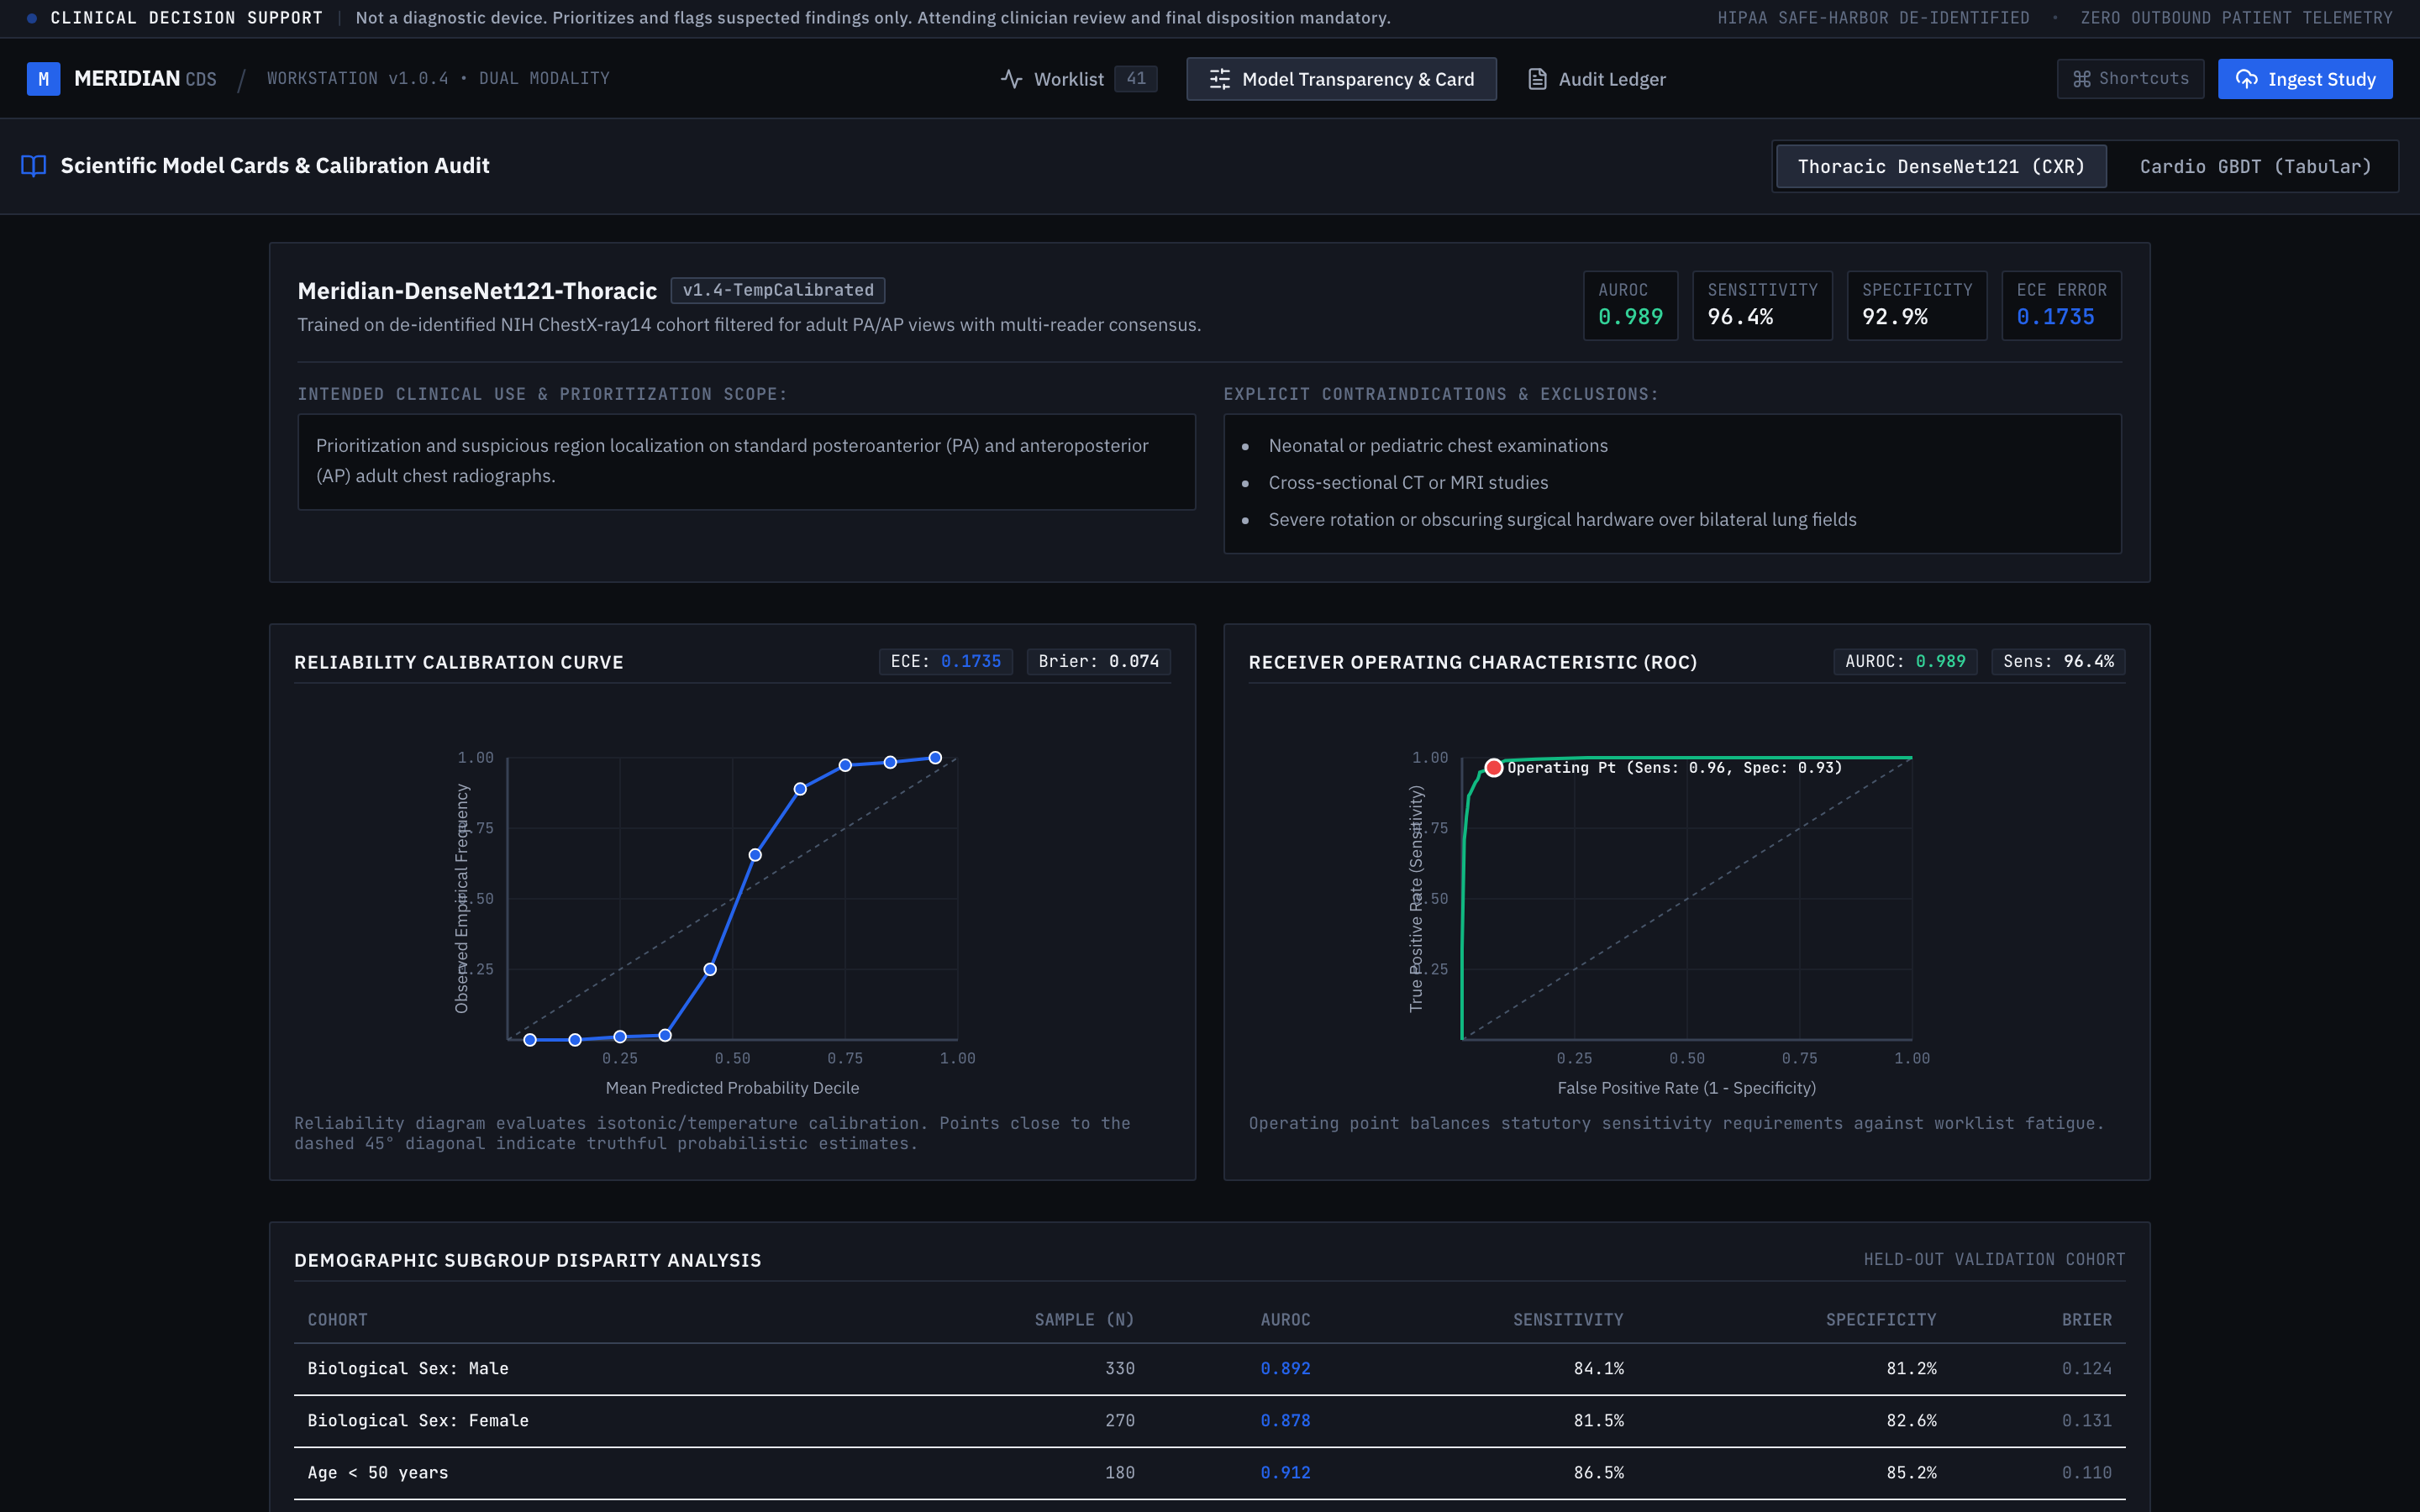 CLINICAL DECISION SUPPORT | Not a diagnostic device. Prioritizes and flags suspected findings only. Attending clinician review and final disposition mandatory. HIPAA SAFE-HARBOR DE-IDENTIFIED • ZERO OUTBOUND PATIENT TELEMETRY
M MERIDIAN CDS / WORKSTATION v1.0.4 • DUAL MODALITY Worklist 41 Model Transparency & Card Audit Ledger ⌘ Shortcuts Ingest Study
Scientific Model Cards & Calibration Audit Thoracic DenseNet121 (CXR) Cardio GBDT (Tabular)
Meridian-DenseNet121-Thoracic v1.4-TempCalibrated
Trained on de-identified NIH ChestX-ray14 cohort filtered for adult PA/AP views with multi-reader consensus.
AUROC SENSITIVITY SPECIFICITY ECE ERROR
0.989 96.4% 92.9% 0.1735
INTENDED CLINICAL USE & PRIORITIZATION SCOPE:
Prioritization and suspicious region localization on standard posteroanterior (PA) and anteroposterior
(AP) adult chest radiographs.
EXPLICIT CONTRAINDICATIONS & EXCLUSIONS:
• Neonatal or pediatric chest examinations
• Cross-sectional CT or MRI studies
• Severe rotation or obscuring surgical hardware over bilateral lung fields
RELIABILITY CALIBRATION CURVE ECE: 0.1735 Brier: 0.074
1.00
.75
.50
.25
Observed Empirical Frequency
0.25 0.50 0.75 1.00
Mean Predicted Probability Decile
Reliability diagram evaluates isotonic/temperature calibration. Points close to the
dashed 45° diagonal indicate truthful probabilistic estimates.
RECEIVER OPERATING CHARACTERISTIC (ROC) AUROC: 0.989 Sens: 96.4%
1.00
Operating Pt (Sens: 0.96, Spec: 0.93)
.75
.50
.25
True Positive Rate (Sensitivity)
0.25 0.50 0.75 1.00
False Positive Rate (1 - Specificity)
Operating point balances statutory sensitivity requirements against worklist fatigue.
DEMOGRAPHIC SUBGROUP DISPARITY ANALYSIS HELD-OUT VALIDATION COHORT
COHORT SAMPLE (N) AUROC SENSITIVITY SPECIFICITY BRIER
Biological Sex: Male 330 0.892 84.1% 81.2% 0.124
Biological Sex: Female 270 0.878 81.5% 82.6% 0.131
Age < 50 years 180 0.912 86.5% 85.2% 0.110